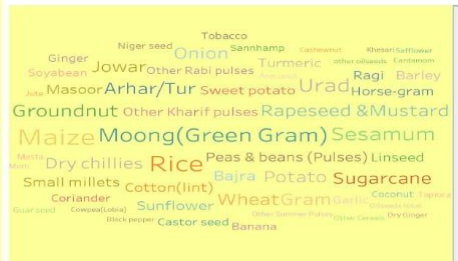 Tobacco
Niger seed Onion Sannhamp Cashewnut Khesari Safflower
Ginger Jowar Other Rabi pulses Turmeric other oilseeds Cardamom
Soyabean Ragi Barley
Jute Masoor Arhar/Tur Sweet potato Urad Horse-gram
Groundnut Other Kharif pulses Rapeseed &Mustard
Maize Moong(Green Gram) Sesamum
Moth Dry chillies Rice Peas & beans (Pulses) Linseed
Small millets Cotton(lint) Bajra Potato Sugarcane
Coriander Sunflower Wheat Gram Garlic Coconut Tapioca
Guar seed Cowpea(Lobia) Other Summer Pulses Other Cereals Dry Ginger
Black pepper Castor seed Banana